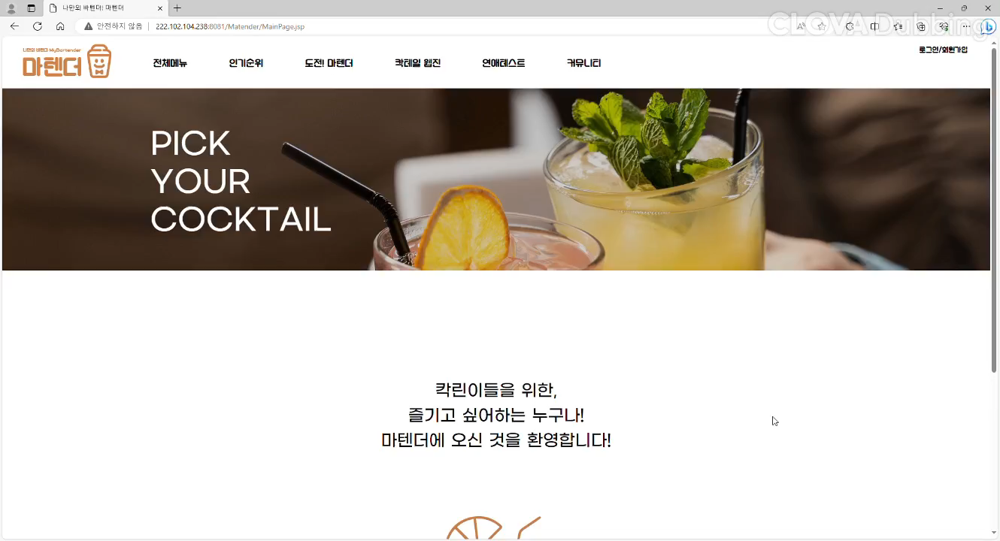 나만의 바텐더! 마텐더
안전하지 않음
222.102.104.238:8081/Matender/MainPage.jsp
CLOVA Dubbing
나만의 바텐더 MyBartender
마텐더
전체메뉴
인기순위
도전! 마텐더
칵테일 웹진
연애테스트
커뮤니티
로그인/회원가입
PICK
YOUR
COCKTAIL
칵린이들을 위한,
즐기고 싶어하는 누구나!
마텐더에 오신 것을 환영합니다!